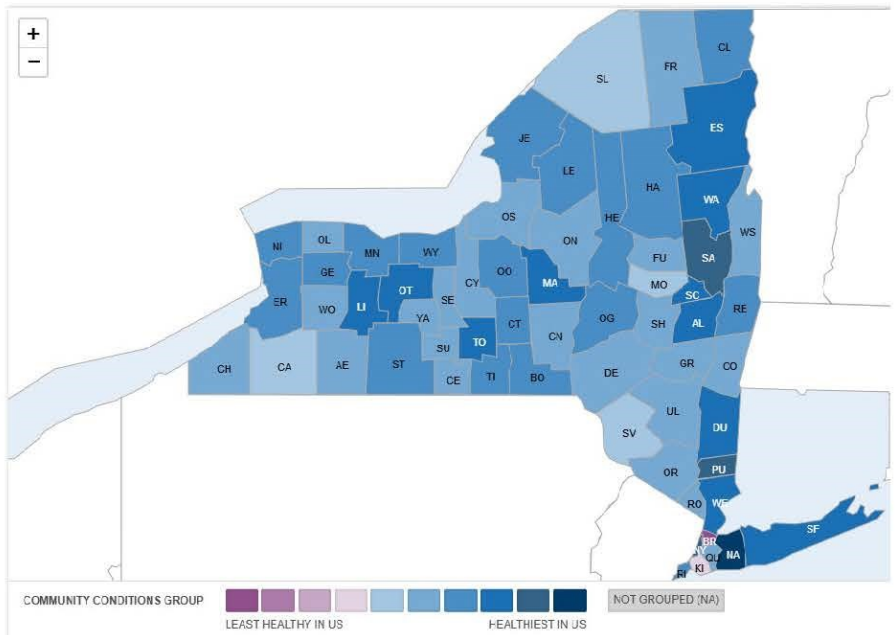 +
−
CL
FR
SL
ES
JE
LE
HA
HE
WA
OS
WS
ON
OL
NI
MN
WY
FU
SA
GE
CY
OO
MO
MA
OT
SC
ER
WO
LI
SE
RE
YA
CT
OG
SH
AL
CN
SU
TO
CH
CA
AE
ST
CE
TI
BO
DE
GR
CO
UL
DU
SV
OR
PU
RO
WE
SF
BR
NY
QU
NA
KI
RI
COMMUNITY CONDITIONS GROUP
NOT GROUPED (NA)
LEAST HEALTHY IN US
HEALTHIEST IN US